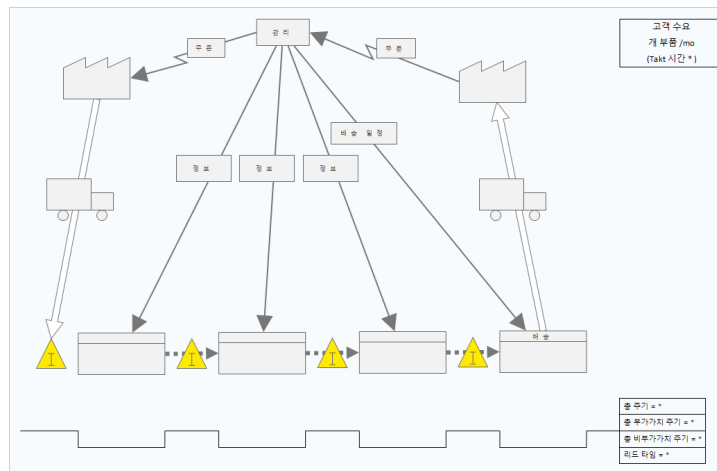 관리
주문
주문
고객 수요
개 부품 /mo
(Takt 시간 *)
배송 일정
정보
정보
정보
배송
총 주기 = *
총 부가가치 주기 = *
총 비부가가치 주기 = *
리드 타임 = *